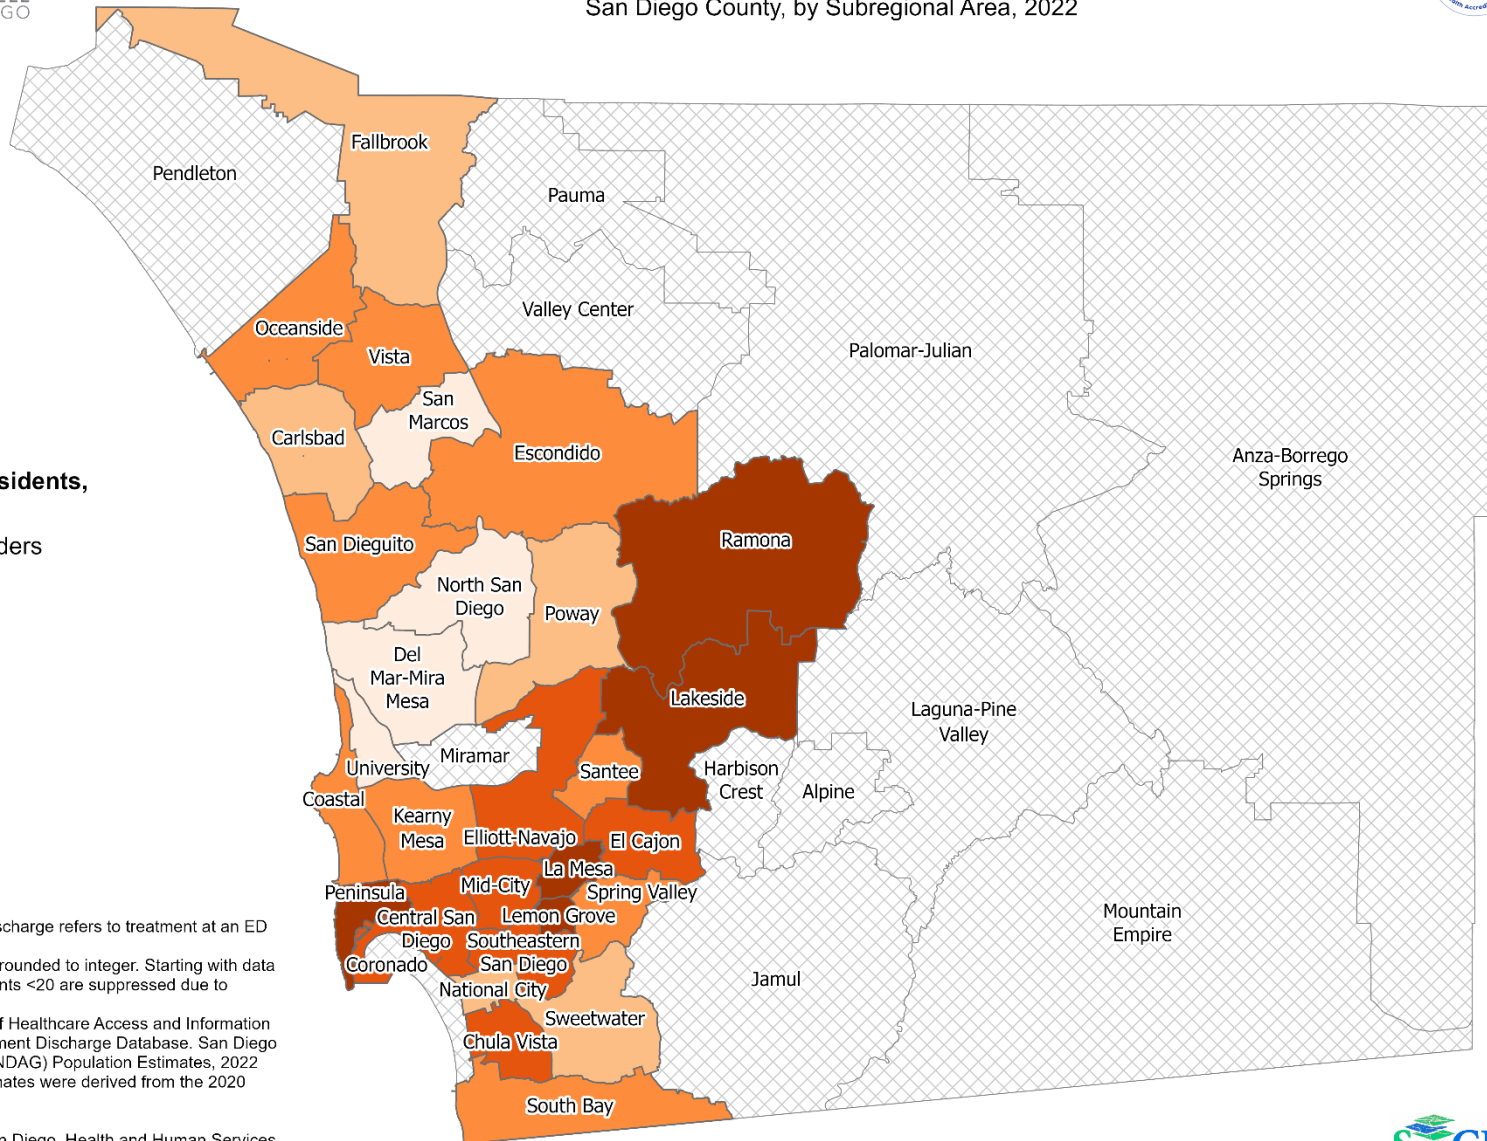 GO
San Diego County, by Subregional Area, 2022
Fallbrook
Pendleton
Pauma
Valley Center
Oceanside
Vista
Palomar-Julian
San
Marcos
Carlsbad
Escondido
Anza-Borrego
Springs
sidents,
San Dieguito
Ramona
ders
North San
Diego
Poway
Del
Mar-Mira
Mesa
Lakeside
Laguna-Pine
Valley
Miramar
University
Santee
Harbison
Crest
Alpine
Coastal
Kearny
Mesa
Elliott-Navajo
El Cajon
La Mesa
Peninsula
Mid-City
Spring Valley
Central San
Diego
Lemon Grove
Mountain
Empire
Southeastern
San Diego
Coronado
Jamul
National City
Sweetwater
Chula Vista
South Bay
scharge refers to treatment at an ED
rounded to integer. Starting with data
nts <20 are suppressed due to
f Healthcare Access and Information
ment Discharge Database. San Diego
NDAG) Population Estimates, 2022
mates were derived from the 2020
n Diego, Health and Human Services